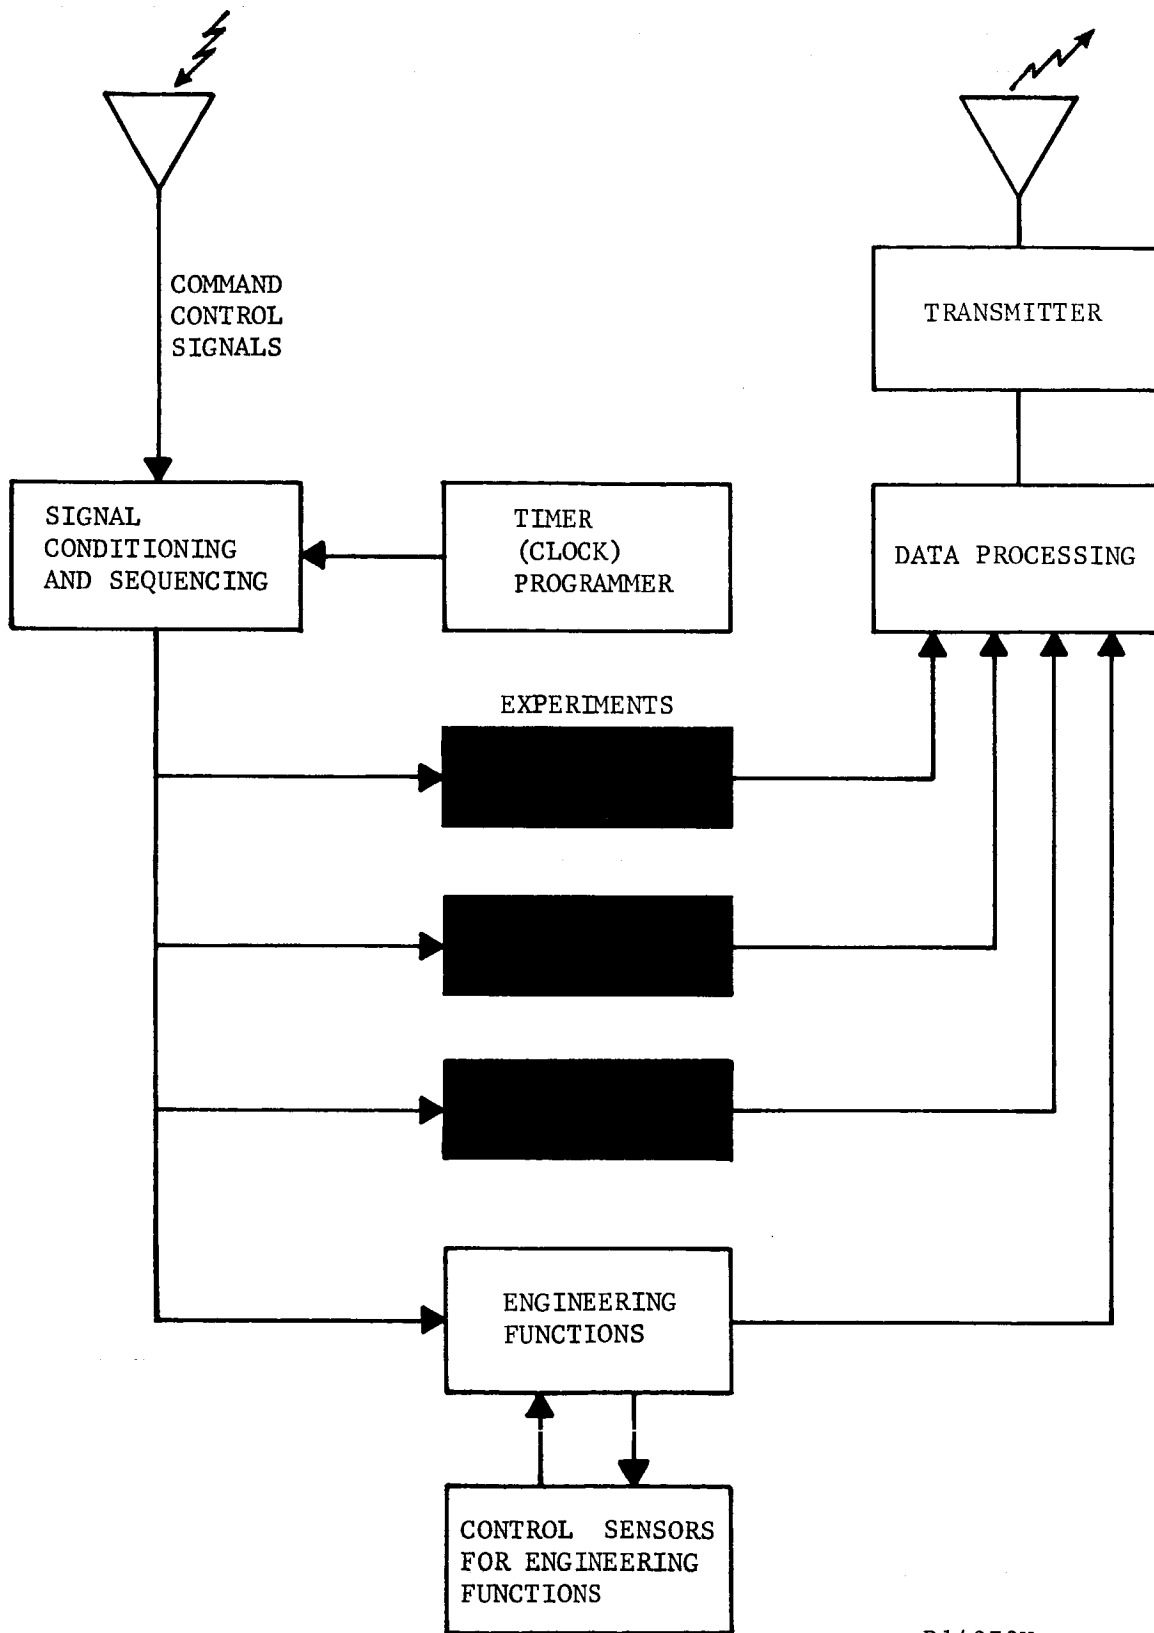 COMMAND
CONTROL
SIGNALS
TRANSMITTER
SIGNAL
CONDITIONING
AND SEQUENCING
TIMER
(CLOCK)
PROGRAMMER
DATA PROCESSING
EXPERIMENTS
ENGINEERING
FUNCTIONS
CONTROL SENSORS
FOR ENGINEERING
FUNCTIONS